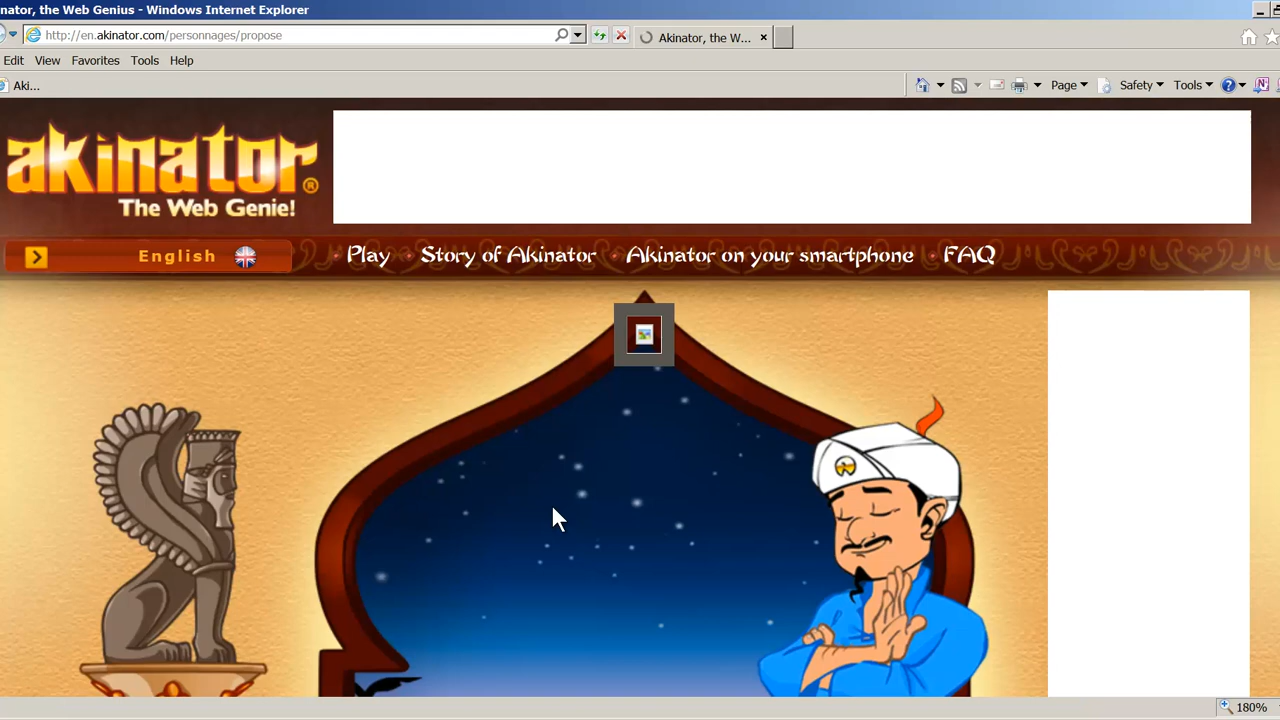 nator, the Web Genius - Windows Internet Explorer
http://en.akinator.com/personnages/propose
Akinator, the W...
Edit View Favorites Tools Help
Aki...
Page Safety Tools
akinator®
The Web Genie!
English
Play Story of Akinator Akinator on your smartphone FAQ
180%